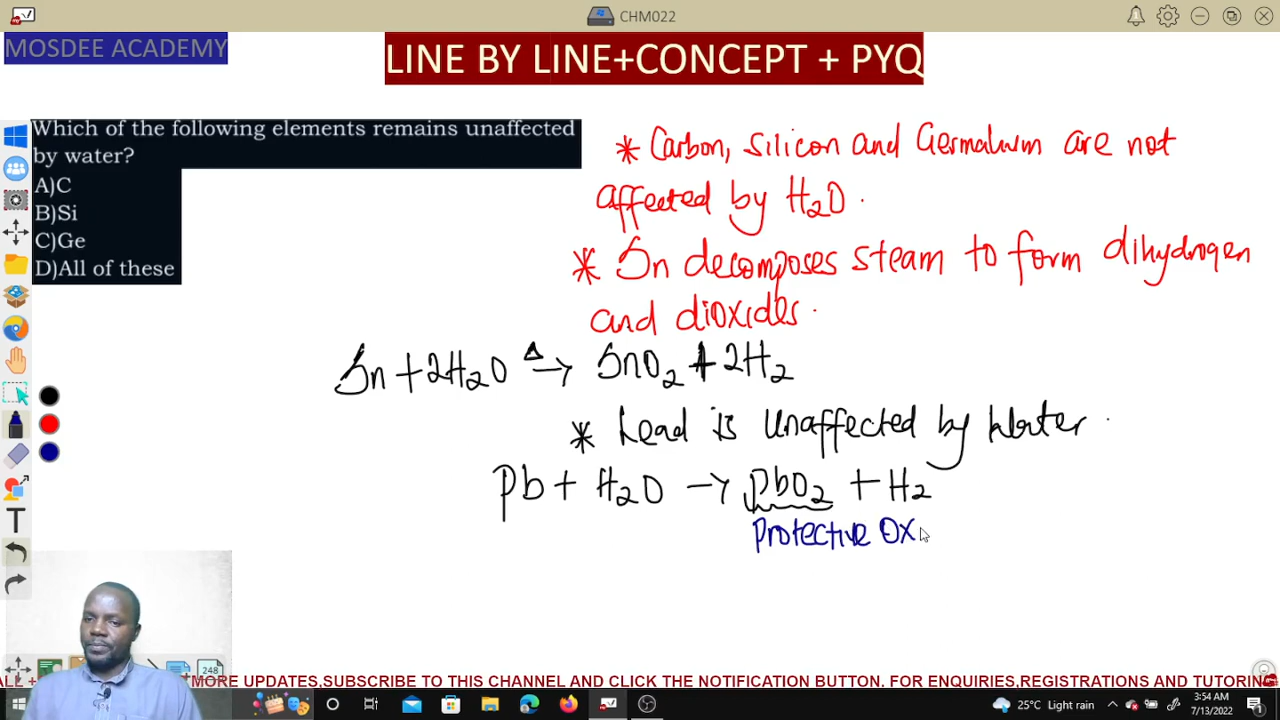 CHM022
MOSDEE ACADEMY
LINE BY LINE+CONCEPT + PYQ
Which of the following elements remains unaffected
by water?
A)C
B)Si
C)Ge
D)All of these
* Carbon, Silicon and Germanium are not
affected by H₂O.
* Sn decomposes steam to form dihydrogen
and dioxides.
Sn + 2H₂O Δ→ SnO₂ + 2H₂
* Lead is unaffected by Water.
Pb + H₂O → PbO₂ + H₂
Protective Ox
T
248
ALL +
MORE UPDATES,SUBSCRIBE TO THIS CHANNEL AND CLICK THE NOTIFICATION BUTTON. FOR ENQUIRIES,REGISTRATIONS AND TUTORING
25°C Light rain
3:54 AM
7/13/2022